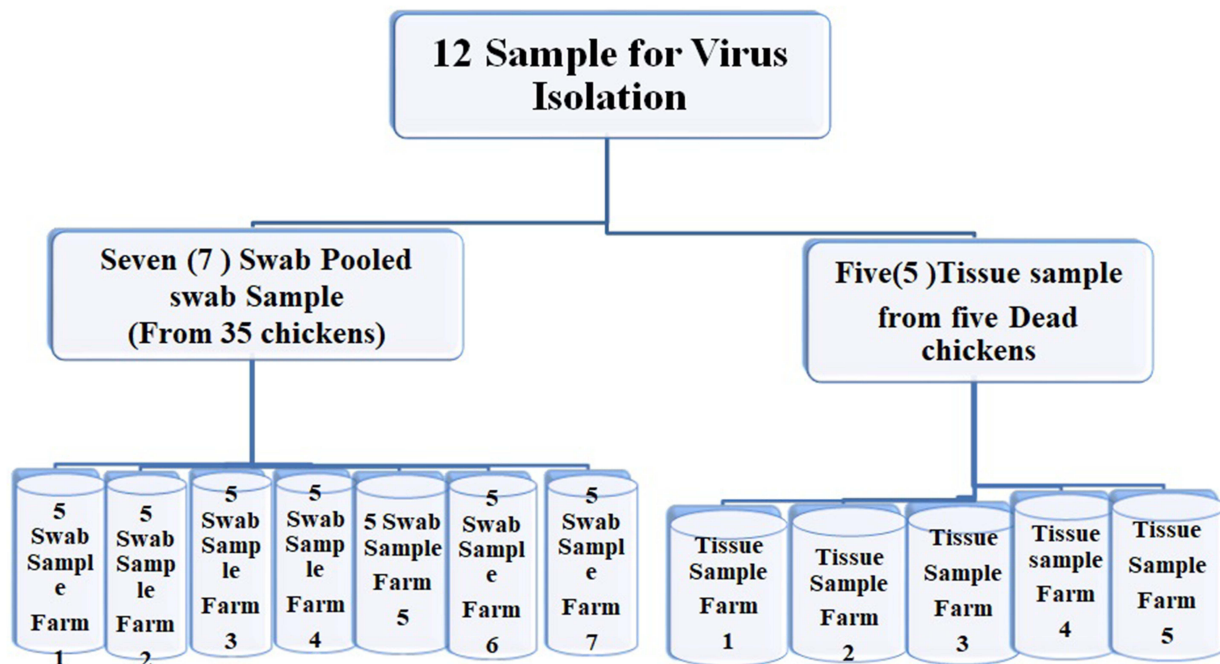 12 Sample for Virus
Isolation
Seven (7 ) Swab Pooled
swab Sample
(From 35 chickens)
Five(5 )Tissue sample
from five Dead
chickens
5
Swab
Sampl
e
Farm
1
5
Swab
Sampl
e
Farm
2
5
Swab
Samp
le
Farm
3
5
Swab
Samp
le
Farm
4
5 Swab
Sample
Farm
5
5
Swab
Sampl
e
Farm
6
5
Swab
Sampl
e
Farm
7
Tissue
Sample
Farm
1
Tissue
Sample
Farm
2
Tissue
Sample
Farm
3
Tissue
sample
Farm
4
Tissue
Sample
Farm
5